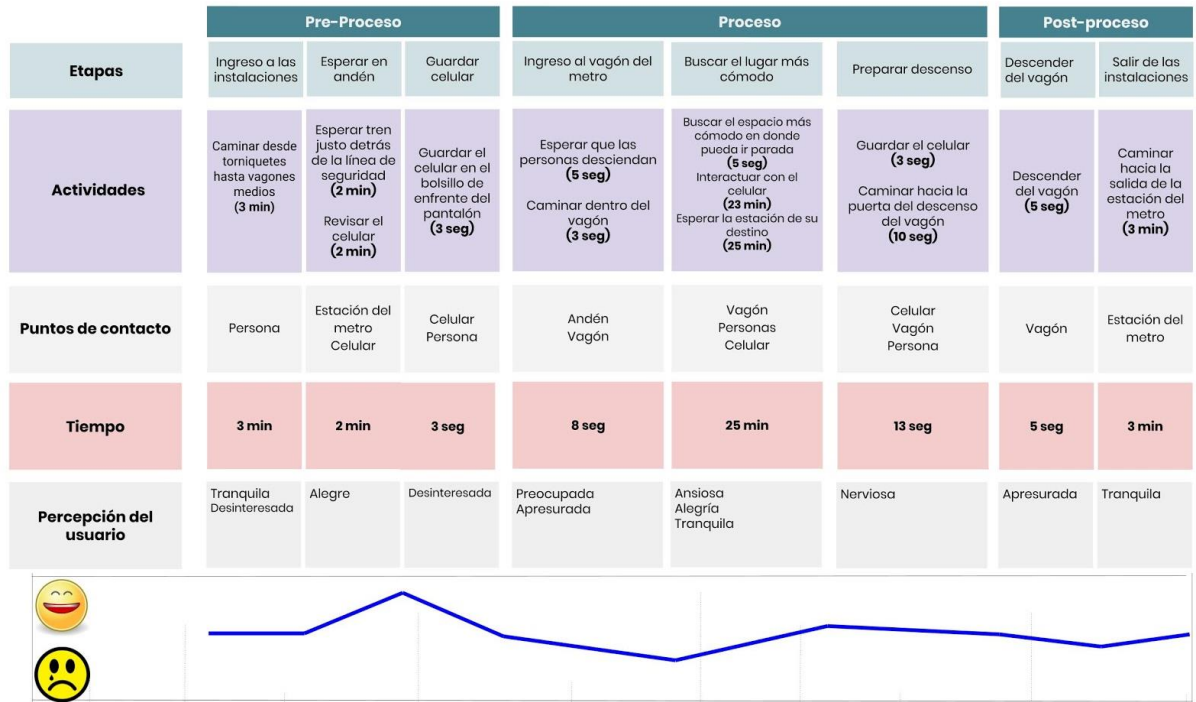 Pre-Proceso
Proceso
Post-proceso
Etapas
Ingreso a las
instalaciones
Esperar en
andén
Guardar
celular
Ingreso al vagón del
metro
Buscar el lugar más
cómodo
Preparar descenso
Descender
del vagón
Salir de las
instalaciones
Actividades
Caminar desde
torniquetes
hasta vagones
medios
(3 min)
Esperar tren
justo detrás
de la línea de
seguridad
(2 min)
Revisar el
celular
(2 min)
Guardar el
celular en el
bolsillo de
enfrente del
pantalón
(3 seg)
Esperar que las
personas desciendan
(5 seg)
Caminar dentro del
vagón
(3 seg)
Buscar el espacio más
cómodo en donde
pueda ir parada
(5 seg)
Interactuar con el
celular
(23 min)
Esperar la estación de su
destino
(25 min)
Guardar el celular
(3 seg)
Caminar hacia la
puerta del descenso
del vagón
(10 seg)
Descender
del vagón
(5 seg)
Caminar
hacia la
salida de la
estación del
metro
(3 min)
Puntos de contacto
Persona
Estación del
metro
Celular
Celular
Persona
Andén
Vagón
Vagón
Personas
Celular
Celular
Vagón
Persona
Vagón
Estación del
metro
Tiempo
3 min
2 min
3 seg
8 seg
25 min
13 seg
5 seg
3 min
Percepción del
usuario
Tranquila
Desinteresada
Alegre
Desinteresada
Preocupada
Apresurada
Ansiosa
Alegría
Tranquila
Nerviosa
Apresurada
Tranquila